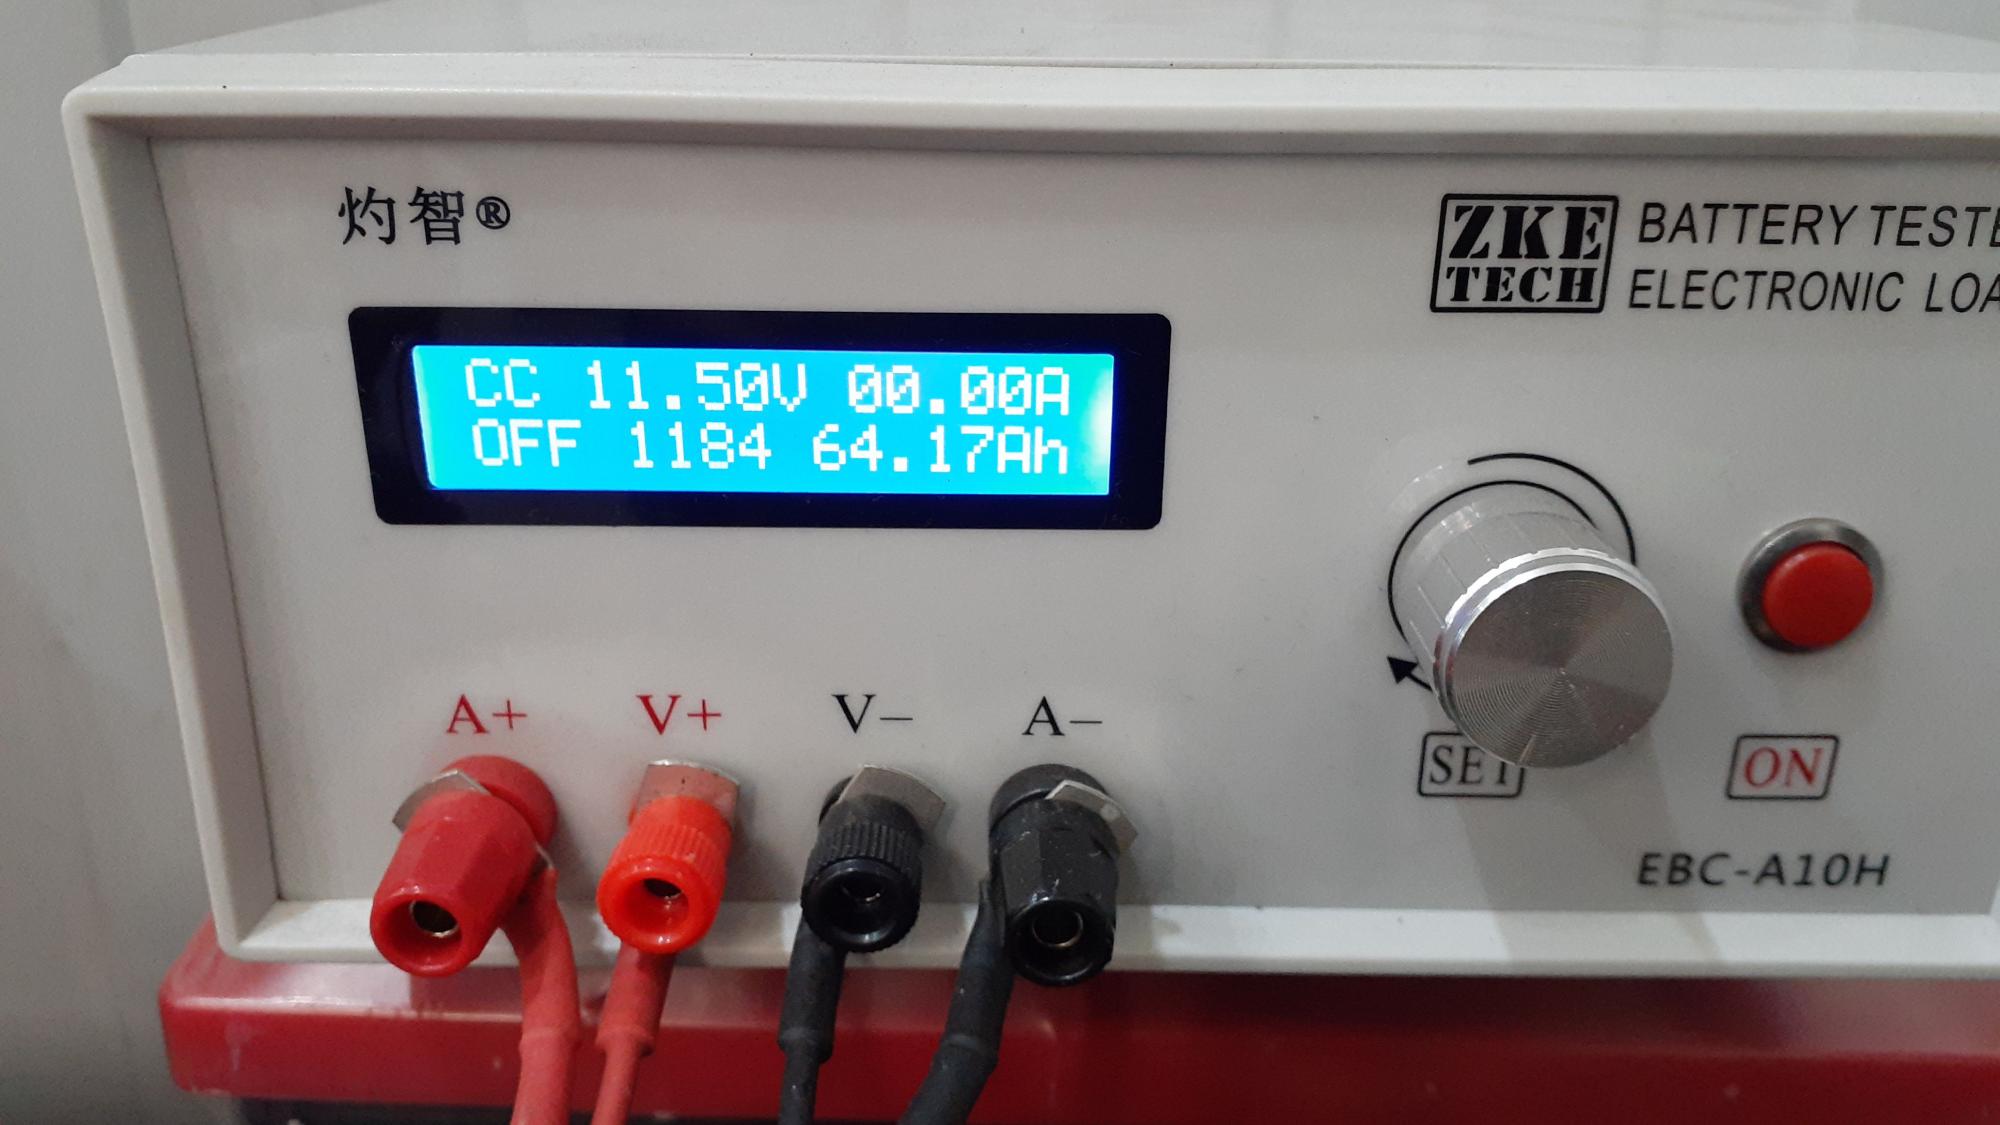 灼智®
ZKE
TECH
BATTERY TESTE
ELECTRONIC LOA
CC 11.50V 00.00A
OFF 1184 64.17Ah
A+ V+ V− A−
SET
ON
EBC-A10H